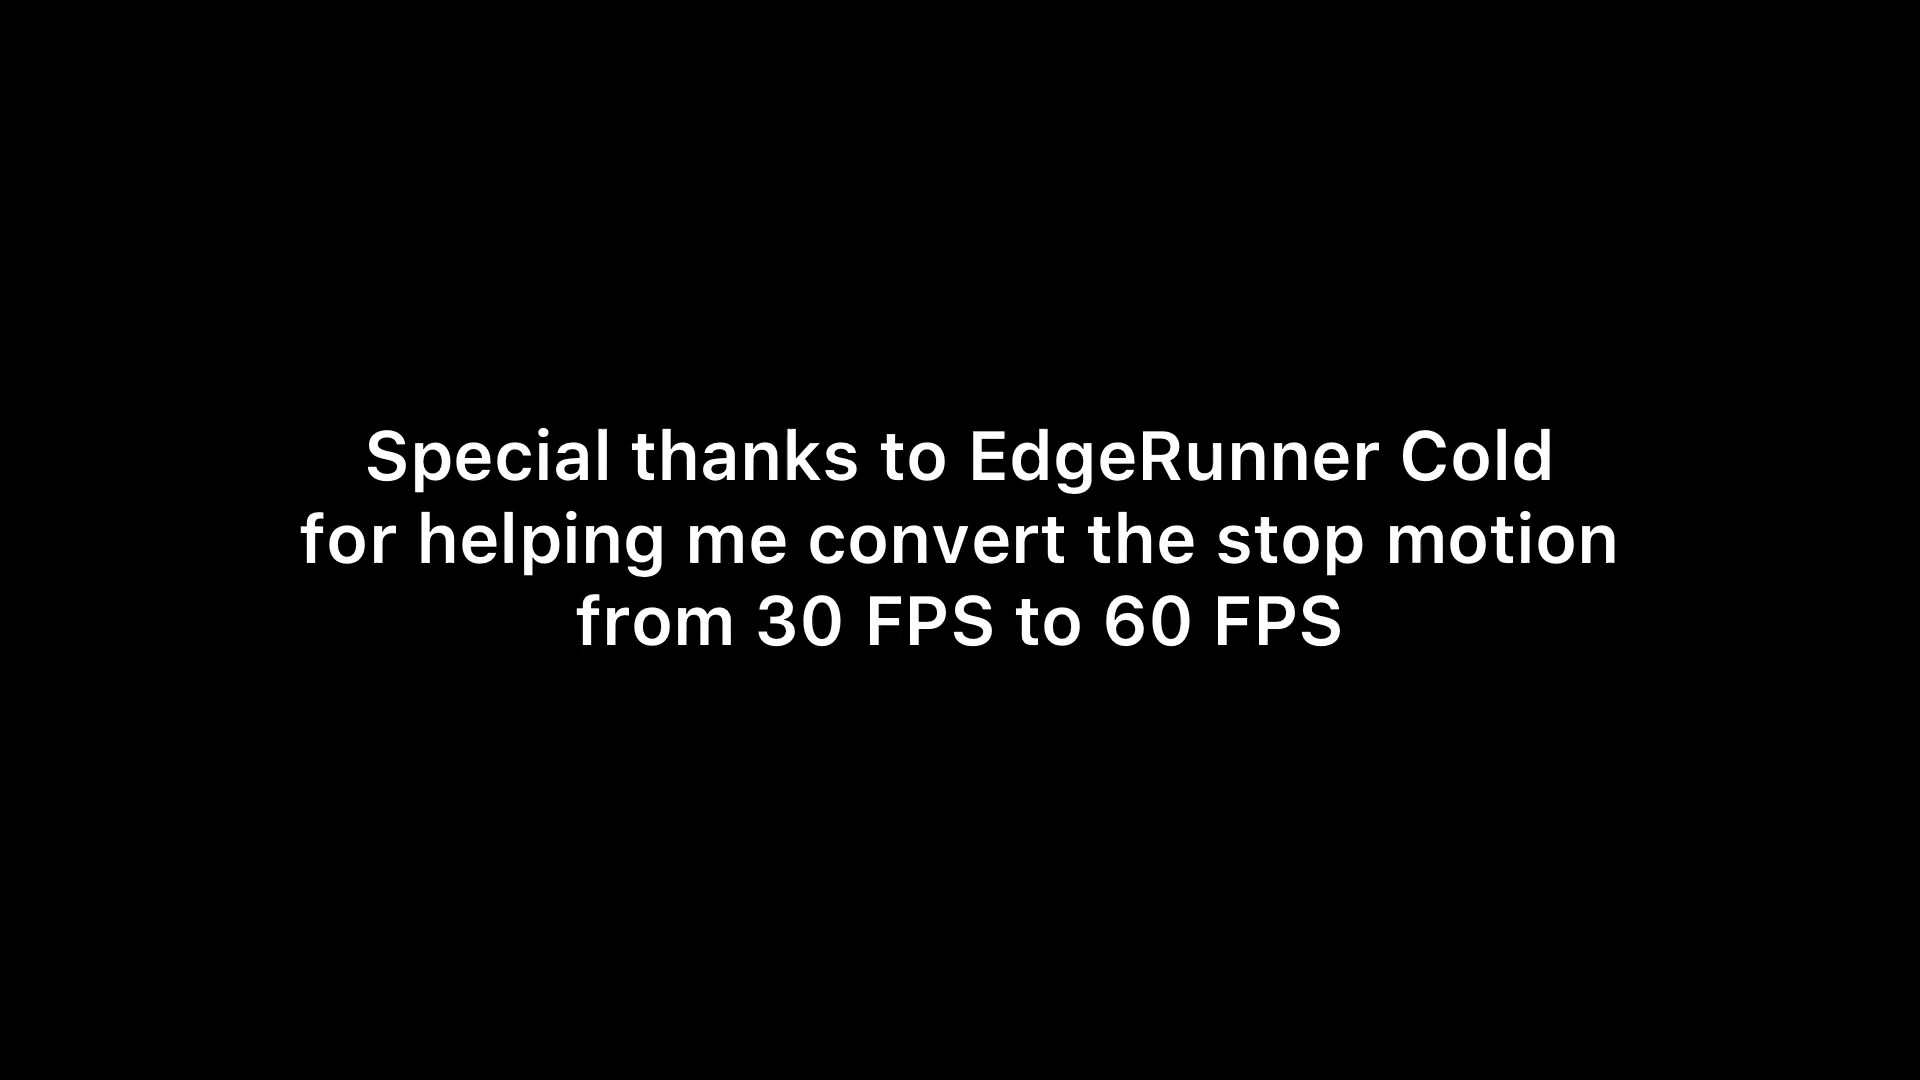 Special thanks to EdgeRunner Cold
for helping me convert the stop motion
from 30 FPS to 60 FPS